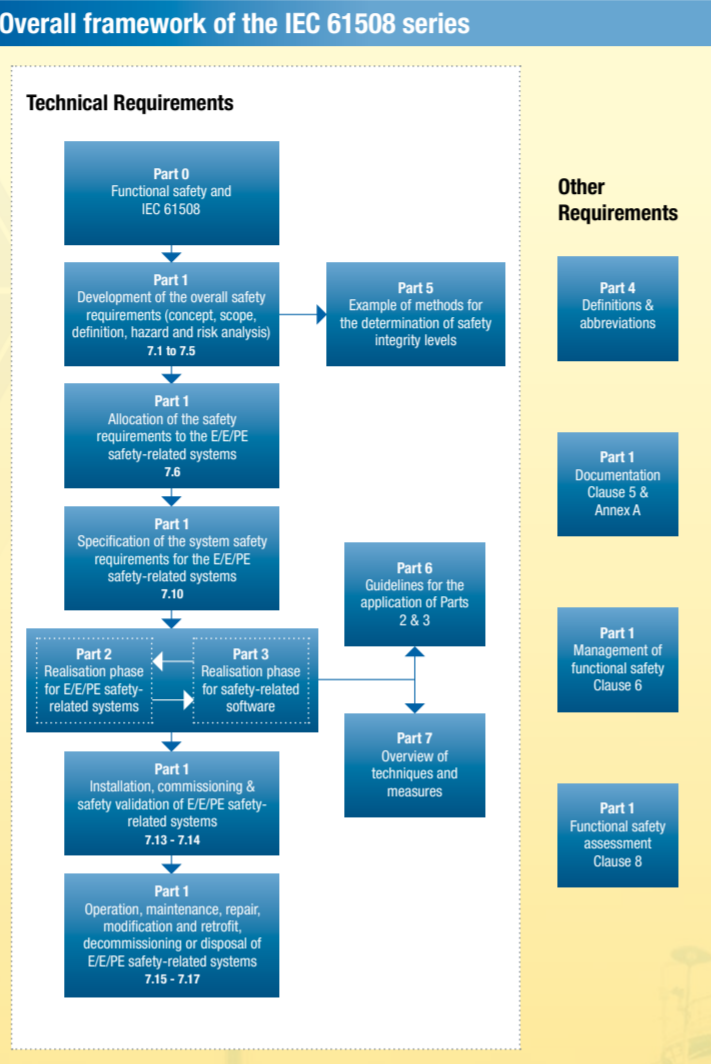 Overall framework of the IEC 61508 series
Technical Requirements
Part 0
Functional safety and
IEC 61508
Part 1
Development of the overall safety
requirements (concept, scope,
definition, hazard and risk analysis)
7.1 to 7.5
Part 5
Example of methods for
the determination of safety
integrity levels
Part 1
Allocation of the safety
requirements to the E/E/PE
safety-related systems
7.6
Part 1
Specification of the system safety
requirements for the E/E/PE
safety-related systems
7.10
Part 2
Realisation phase
for E/E/PE safety-
related systems
Part 3
Realisation phase
for safety-related
software
Part 6
Guidelines for the
application of Parts
2 & 3
Part 7
Overview of
techniques and
measures
Part 1
Installation, commissioning &
safety validation of E/E/PE safety-
related systems
7.13 - 7.14
Part 1
Operation, maintenance, repair,
modification and retrofit,
decommissioning or disposal of
E/E/PE safety-related systems
7.15 - 7.17
Other
Requirements
Part 4
Definitions &
abbreviations
Part 1
Documentation
Clause 5 &
Annex A
Part 1
Management of
functional safety
Clause 6
Part 1
Functional safety
assessment
Clause 8